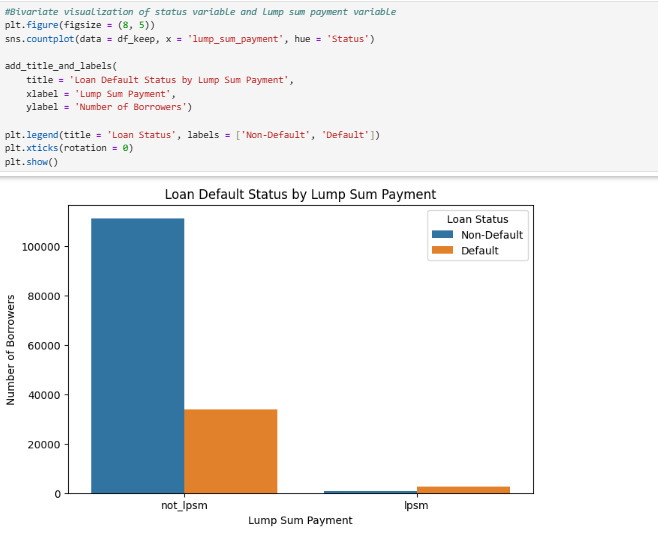 #Bivariate visualization of status variable and Lump sum payment variable
plt.figure(figsize = (8, 5))
sns.countplot(data = df_keep, x = 'lump_sum_payment', hue = 'Status')
add_title_and_labels(
title = 'Loan Default Status by Lump Sum Payment',
xlabel = 'Lump Sum Payment',
ylabel = 'Number of Borrowers')
plt.legend(title = 'Loan Status', labels = ['Non-Default', 'Default'])
plt.xticks(rotation = 0)
plt.show()
Loan Default Status by Lump Sum Payment
Loan Status
Non-Default
Default
100000
80000
60000
40000
20000
0
Number of Borrowers
not_lpsm
lpsm
Lump Sum Payment